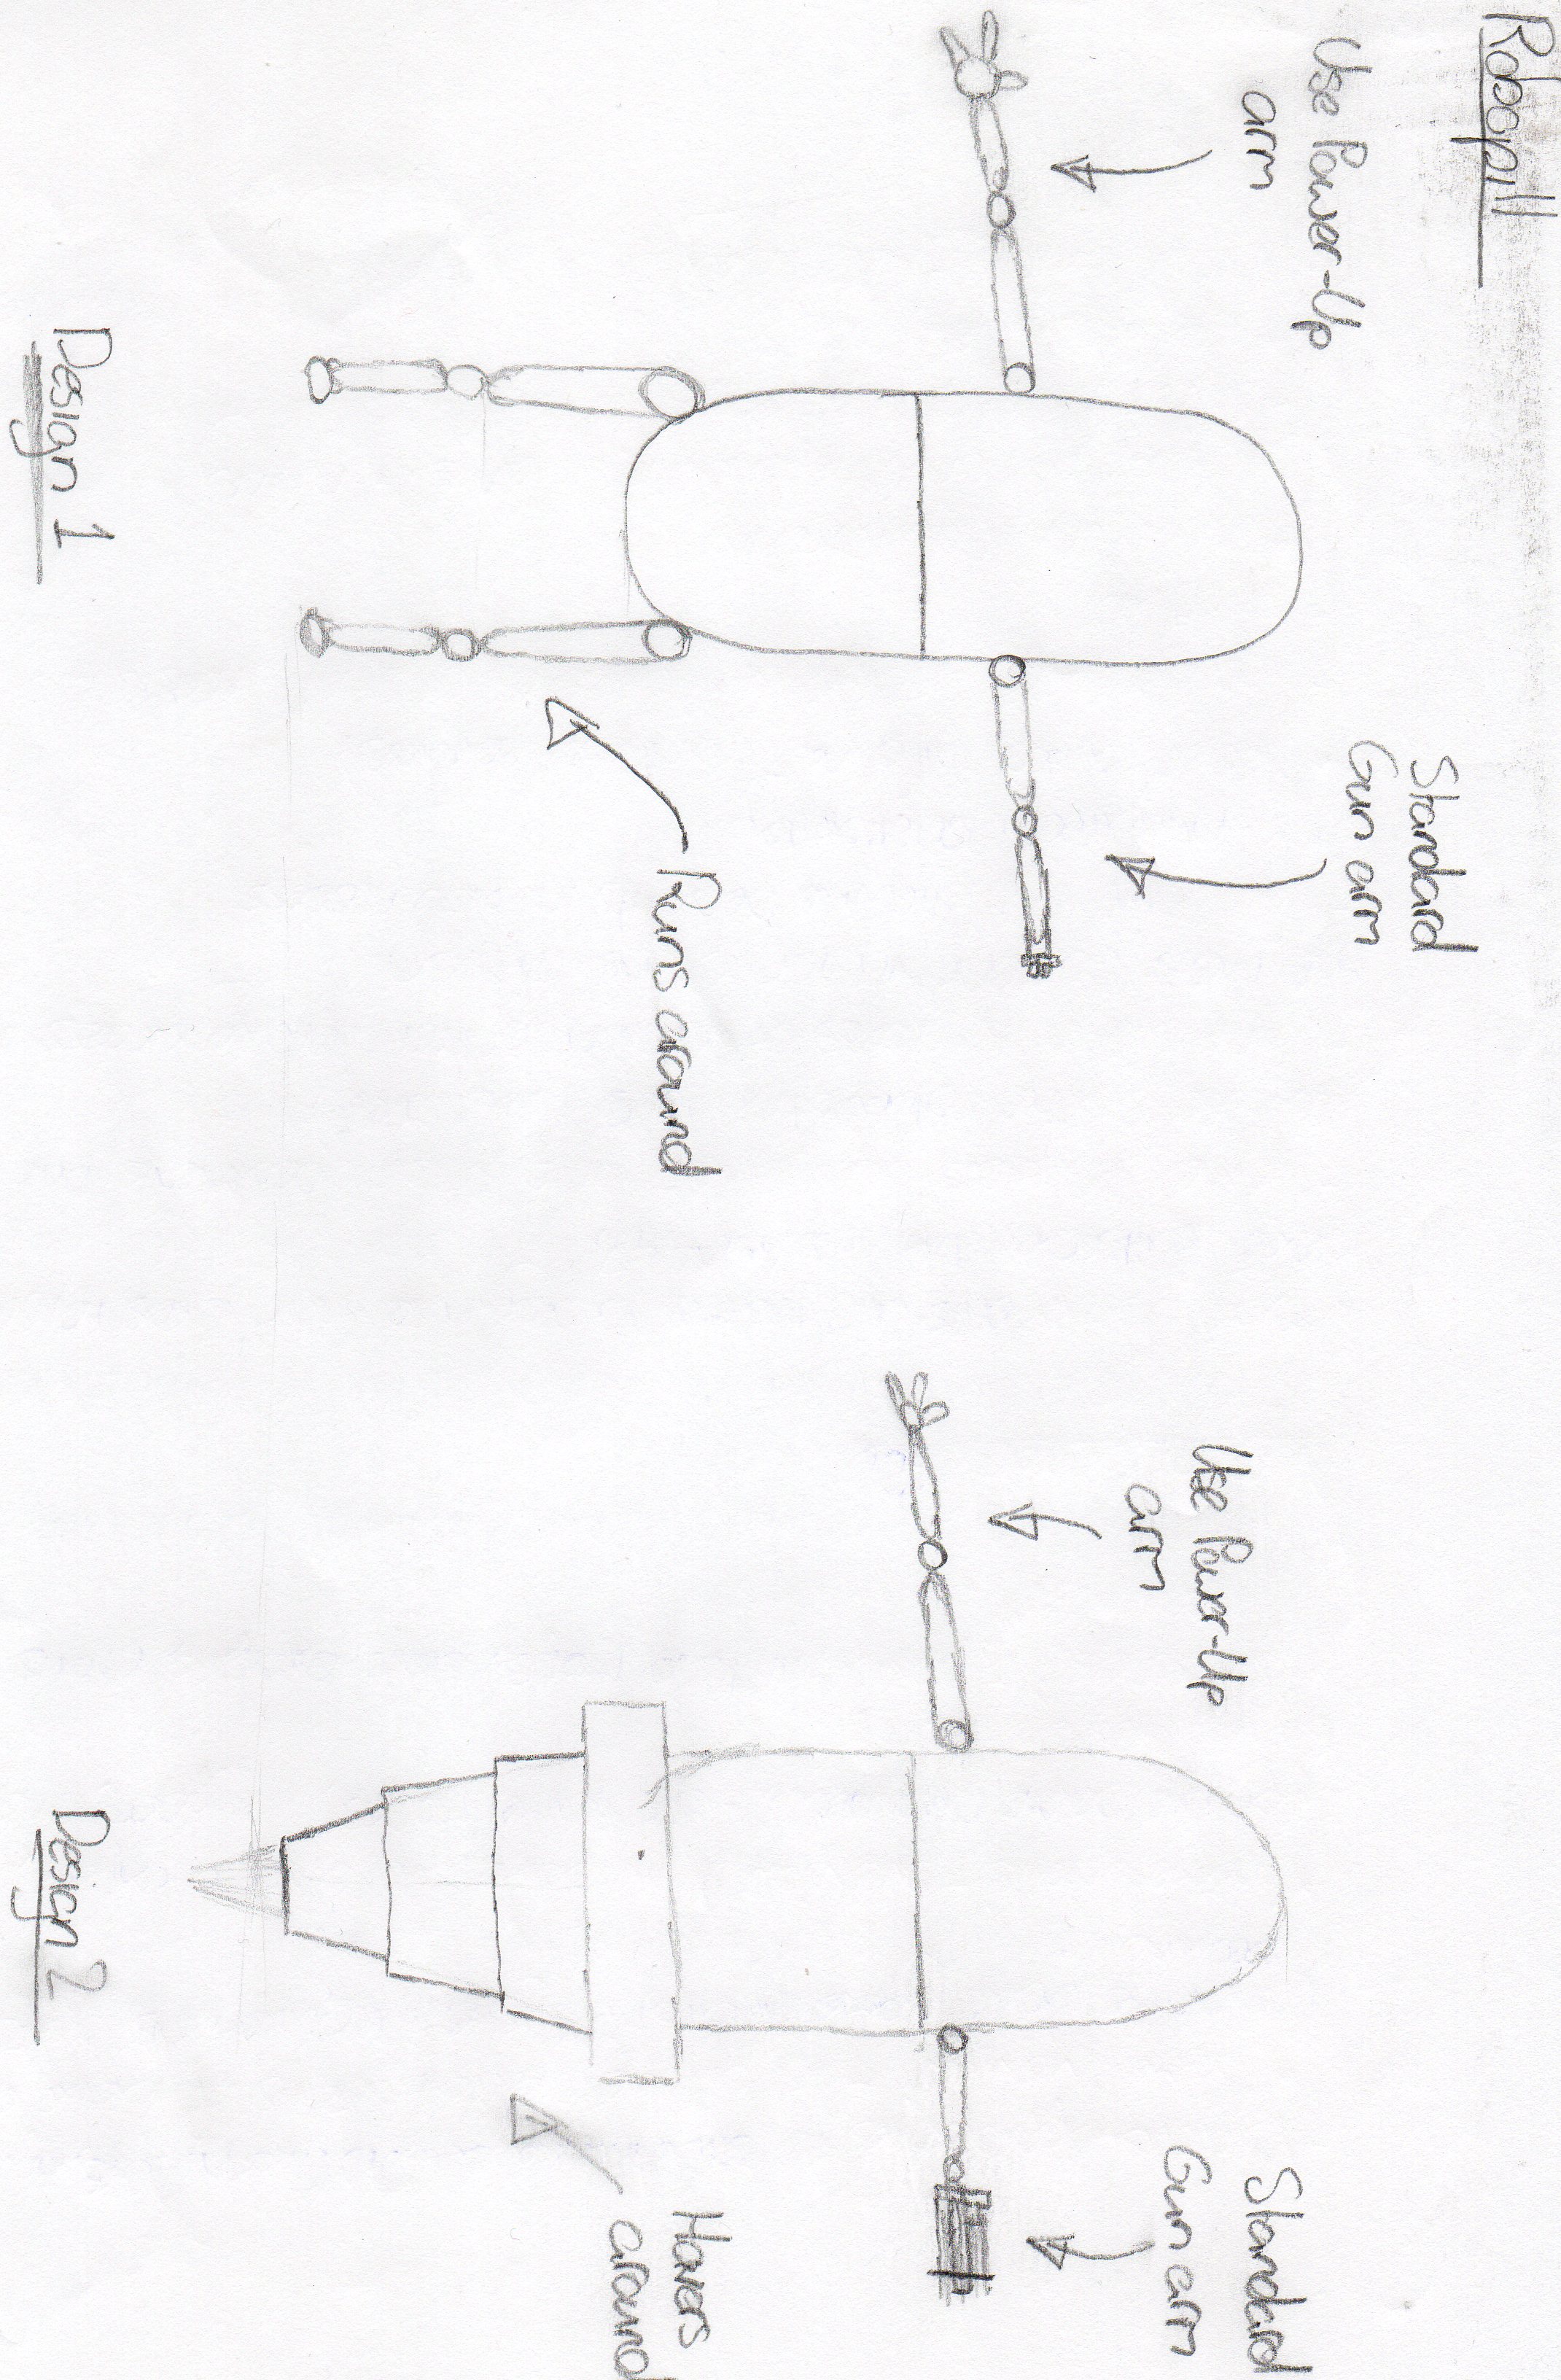 Robopill
Use Power-Up
arm
Standard
Gun arm
Runs around
Design 1
Use Power-Up
arm
Standard
Gun arm
Hovers
around
Design 2